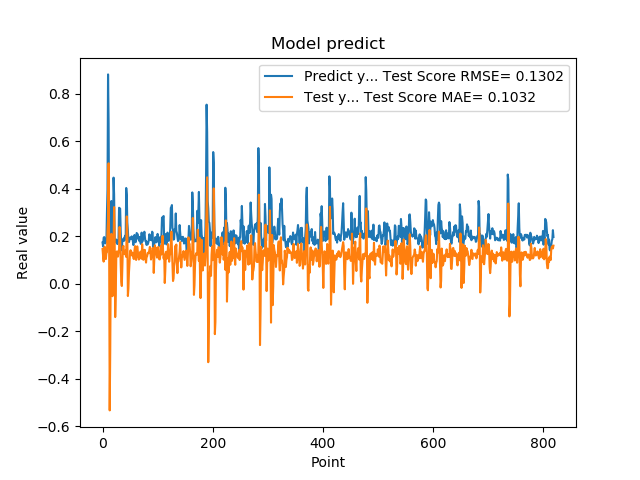 Model predict
Predict y... Test Score RMSE= 0.1302
Test y... Test Score MAE= 0.1032
0.8
0.6
0.4
0.2
0.0
−0.2
−0.4
−0.6
Real value
0 200 400 600 800
Point